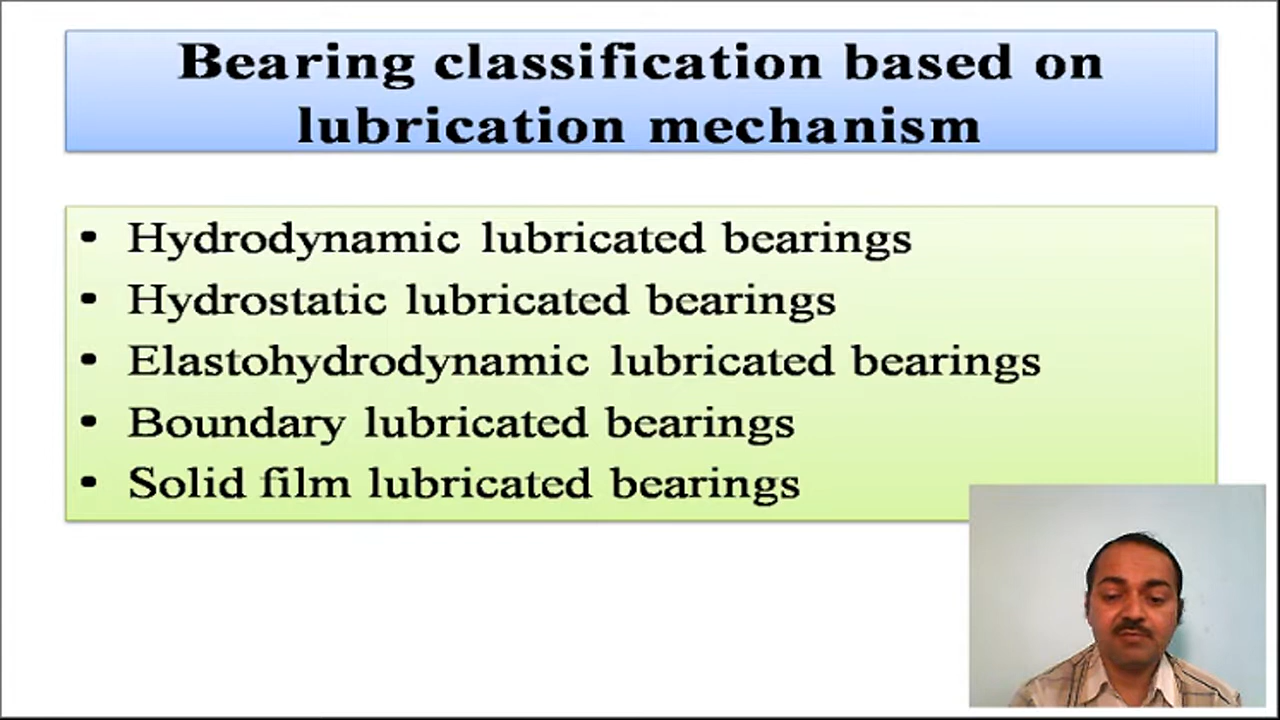 Bearing classification based on
lubrication mechanism
• Hydrodynamic lubricated bearings
• Hydrostatic lubricated bearings
• Elastohydrodynamic lubricated bearings
• Boundary lubricated bearings
• Solid film lubricated bearings